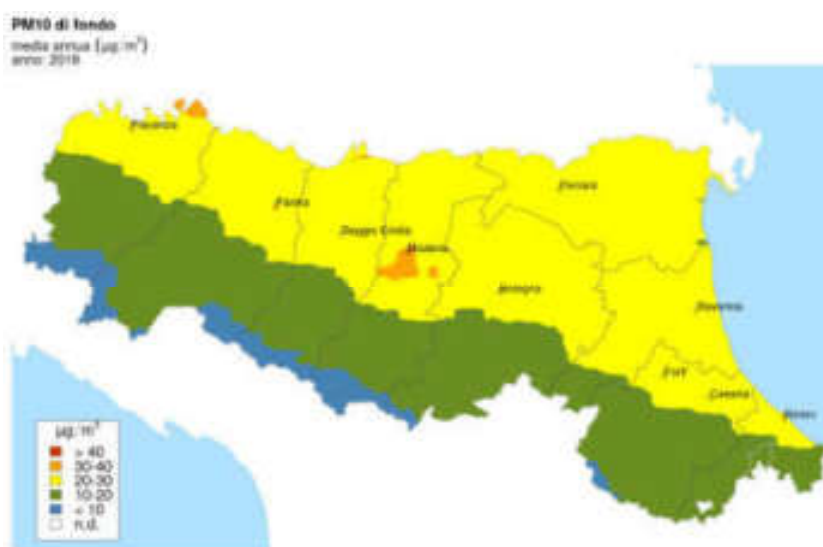 PM10 di fondo
media annua (µg/m³)
anno: 2019
Piacenza
Parma
Reggio Emilia
Modena
Ferrara
Bologna
Ravenna
Forlì
Cesena
Rimini
µg/m³
> 40
30-40
20-30
10-20
< 10
n.d.